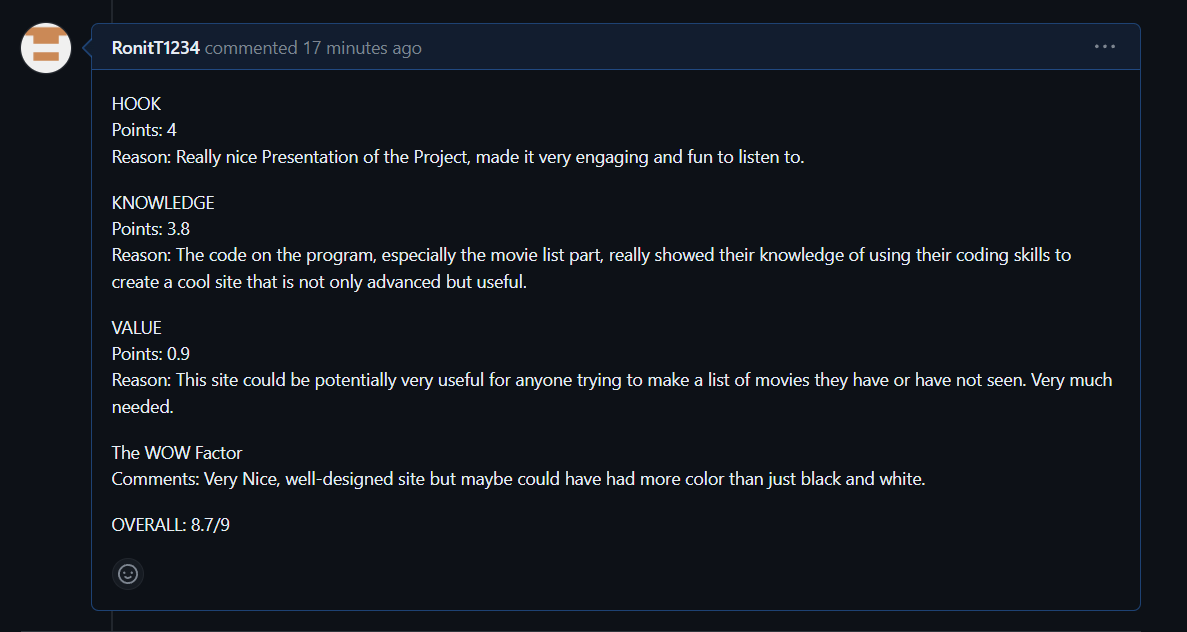 RonitT1234 commented 17 minutes ago
HOOK
Points: 4
Reason: Really nice Presentation of the Project, made it very engaging and fun to listen to.
KNOWLEDGE
Points: 3.8
Reason: The code on the program, especially the movie list part, really showed their knowledge of using their coding skills to
create a cool site that is not only advanced but useful.
VALUE
Points: 0.9
Reason: This site could be potentially very useful for anyone trying to make a list of movies they have or have not seen. Very much
needed.
The WOW Factor
Comments: Very Nice, well-designed site but maybe could have had more color than just black and white.
OVERALL: 8.7/9